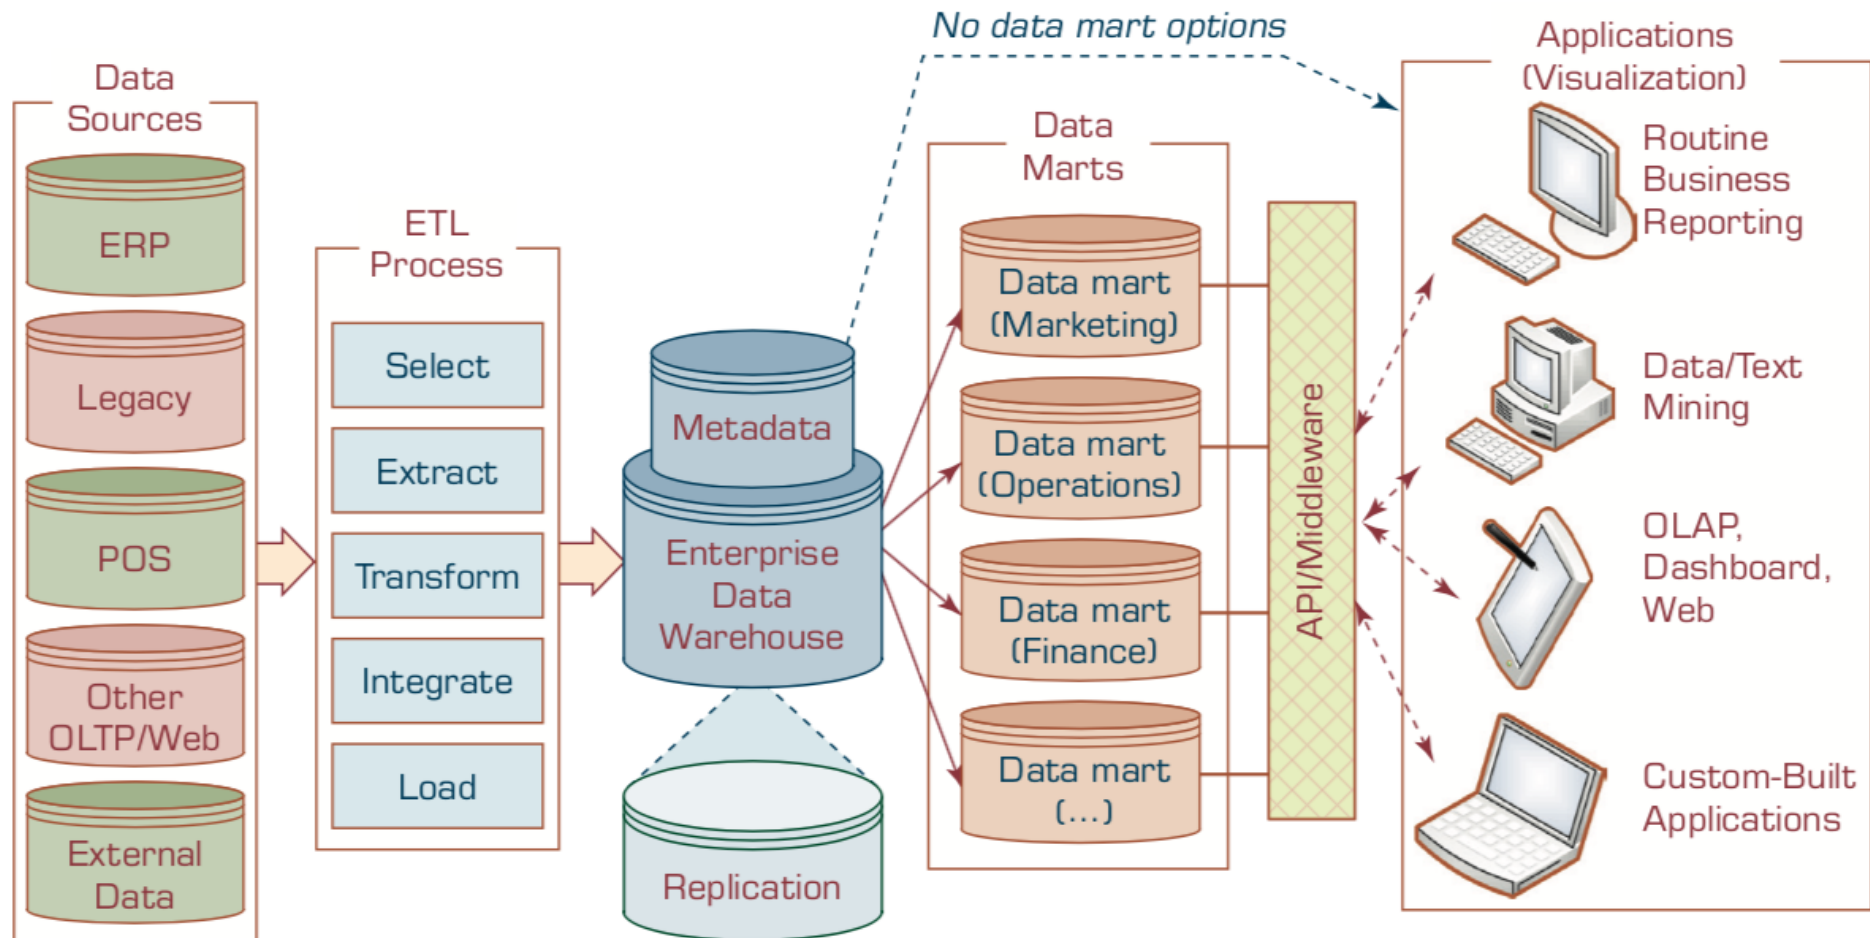 No data mart options
Data
Sources
ERP
Legacy
POS
Other
OLTP/Web
External
Data
ETL
Process
Select
Extract
Transform
Integrate
Load
Metadata
Enterprise
Data
Warehouse
Replication
Data
Marts
Data mart
(Marketing)
Data mart
(Operations)
Data mart
(Finance)
Data mart
(...)
API/Middleware
Applications
(Visualization)
Routine
Business
Reporting
Data/Text
Mining
OLAP,
Dashboard,
Web
Custom-Built
Applications